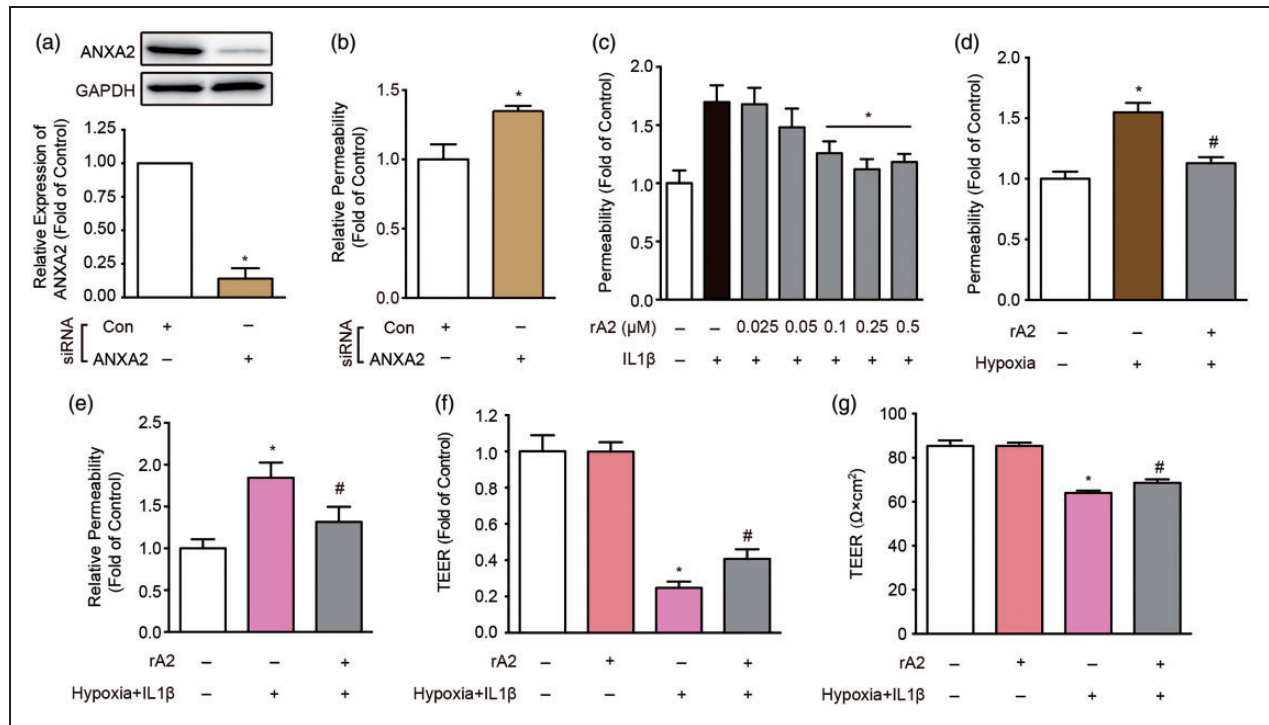 (a)
ANXA2
GAPDH
Relative Expression of
ANXA2 (Fold of Control)
1.25
1.00
0.75
0.50
0.25
0.00
*
siRNA
Con + –
ANXA2 – +
(b)
Relative Permeability
(Fold of Control)
1.5
1.0
0.5
0.0
*
siRNA
Con + –
ANXA2 – +
(c)
Permeability (Fold of Control)
2.0
1.5
1.0
0.5
0.0
*
rA2 (μM) – – 0.025 0.05 0.1 0.25 0.5
IL1β – + + + + + +
(d)
Permeability (Fold of Control)
2.0
1.5
1.0
0.5
0.0
*
#
rA2 – – +
Hypoxia – + +
(e)
Relative Permeability
(Fold of Control)
2.5
2.0
1.5
1.0
0.5
0.0
*
#
rA2 – – +
Hypoxia+IL1β – + +
(f)
TEER (Fold of Control)
1.2
1.0
0.8
0.6
0.4
0.2
0.0
*
#
rA2 – + – +
Hypoxia+IL1β – – + +
(g)
TEER (Ω×cm²)
100
80
60
40
20
0
*
#
rA2 – + – +
Hypoxia+IL1β – – + +